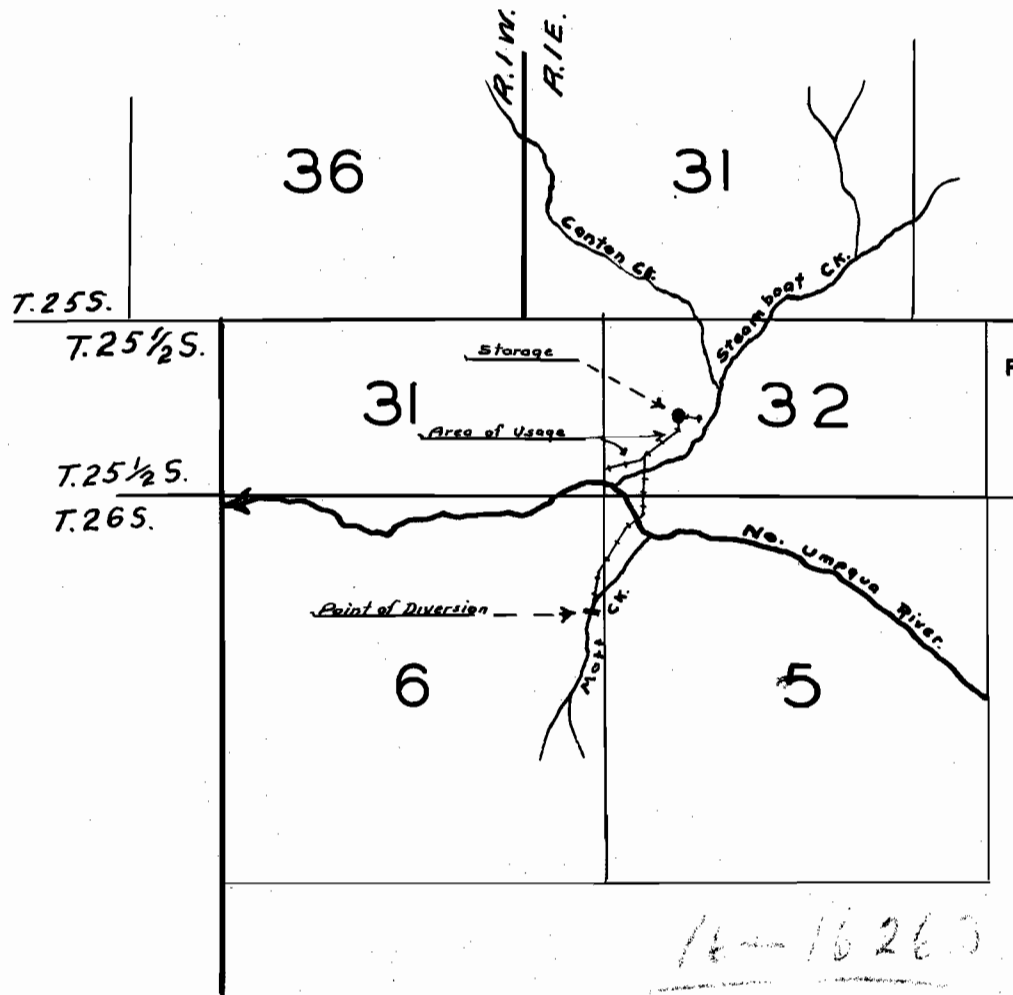 R.1W.
R.1E.
36
31
Canton Ck.
Steamboat CK.
T.25S.
T.25½S.
Storage
31
32
Area of Usage
T.25½S.
T.26S.
No. Umpqua River.
Point of Diversion
Mott CK.
6
5